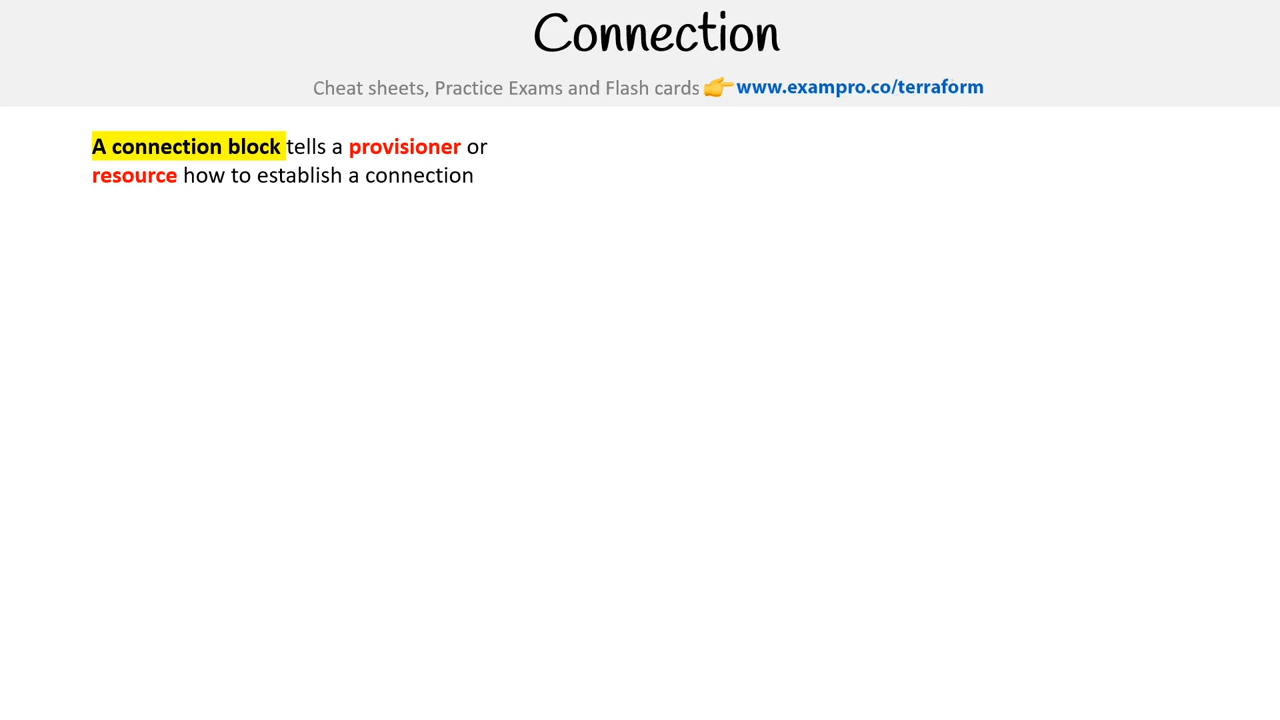 Connection
Cheat sheets, Practice Exams and Flash cards 👉www.exampro.co/terraform
A connection block tells a provisioner or
resource how to establish a connection